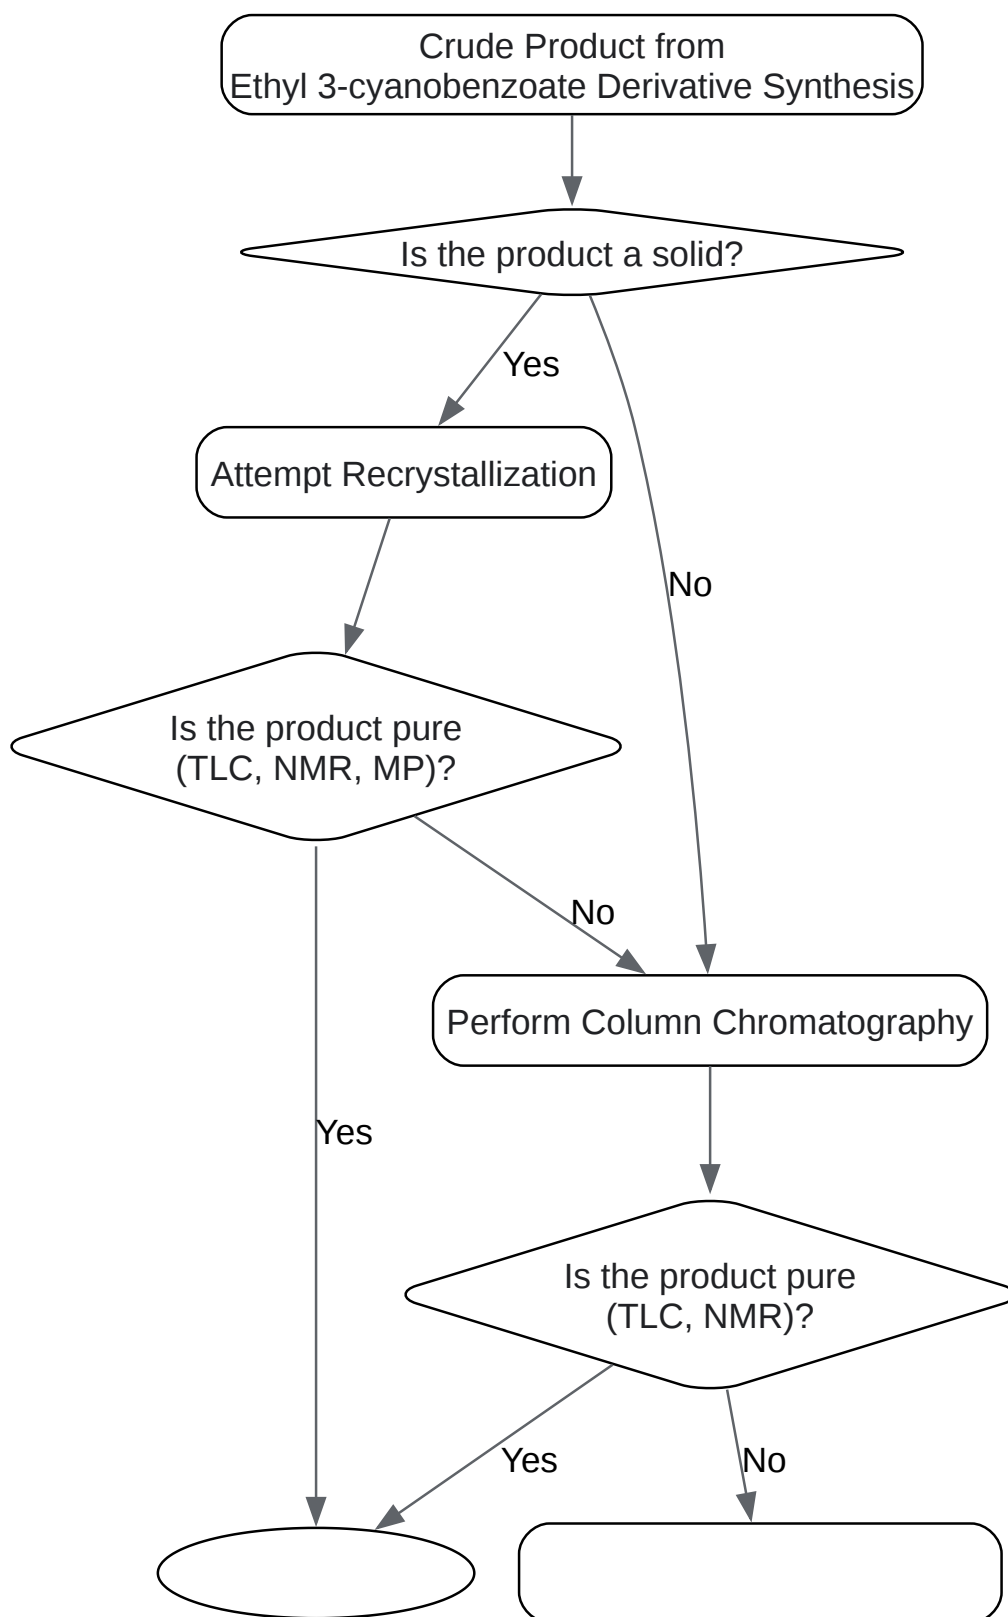 Crude Product from
Ethyl 3-cyanobenzoate Derivative Synthesis
Is the product a solid?
Yes
Attempt Recrystallization
No
Is the product pure
(TLC, NMR, MP)?
No
Perform Column Chromatography
Yes
Is the product pure
(TLC, NMR)?
Yes
No